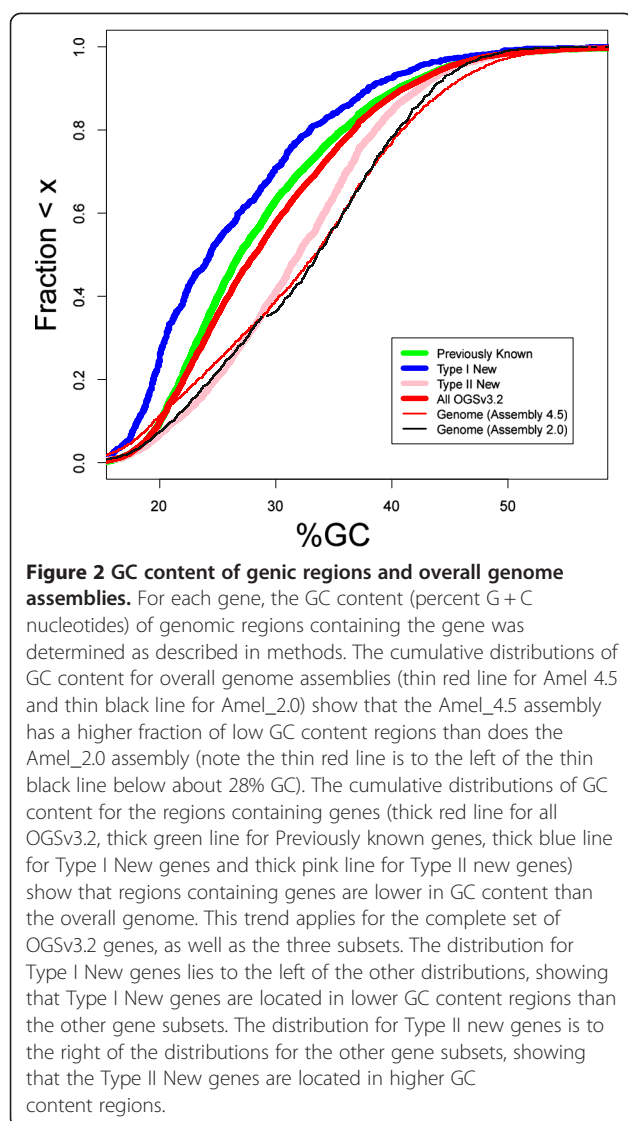 1.0
0.8
0.6
0.4
0.2
0.0
Fraction < x
Previously Known
Type I New
Type II New
All OGSv3.2
Genome (Assembly 4.5)
Genome (Assembly 2.0)
20 30 40 50
%GC
Figure 2 GC content of genic regions and overall genome
assemblies. For each gene, the GC content (percent G + C
nucleotides) of genomic regions containing the gene was
determined as described in methods. The cumulative distributions of
GC content for overall genome assemblies (thin red line for Amel 4.5
and thin black line for Amel_2.0) show that the Amel_4.5 assembly
has a higher fraction of low GC content regions than does the
Amel_2.0 assembly (note the thin red line is to the left of the thin
black line below about 28% GC). The cumulative distributions of GC
content for the regions containing genes (thick red line for all
OGSv3.2, thick green line for Previously known genes, thick blue line
for Type I New genes and thick pink line for Type II new genes)
show that regions containing genes are lower in GC content than
the overall genome. This trend applies for the complete set of
OGSv3.2 genes, as well as the three subsets. The distribution for
Type I New genes lies to the left of the other distributions, showing
that Type I New genes are located in lower GC content regions than
the other gene subsets. The distribution for Type II new genes is to
the right of the distributions for the other gene subsets, showing
that the Type II New genes are located in higher GC
content regions.